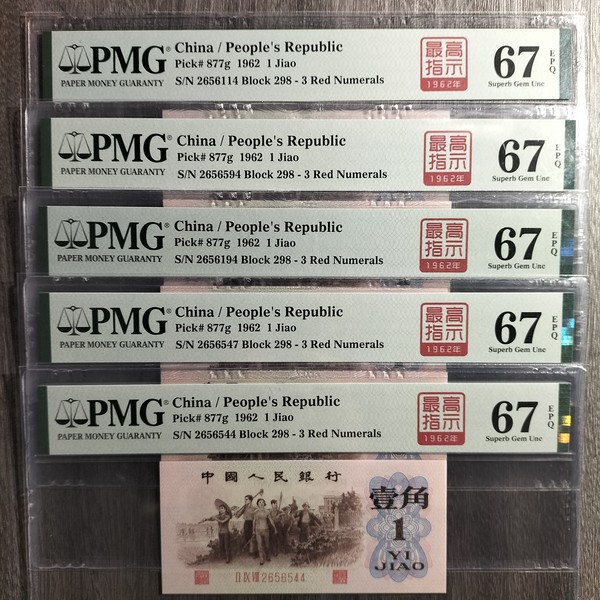 PMG®
PAPER MONEY GUARANTY
China / People's Republic
Pick# 877g 1962 1 Jiao
S/N 2656114 Block 298 - 3 Red Numerals
最高
指示
1962年
67 EPQ
Superb Gem Unc
PMG®
PAPER MONEY GUARANTY
China / People's Republic
Pick# 877g 1962 1 Jiao
S/N 2656594 Block 298 - 3 Red Numerals
最高
指示
1962年
67 EPQ
Superb Gem Unc
PMG®
PAPER MONEY GUARANTY
China / People's Republic
Pick# 877g 1962 1 Jiao
S/N 2656194 Block 298 - 3 Red Numerals
最高
指示
1962年
67 EPQ
Superb Gem Unc
PMG®
PAPER MONEY GUARANTY
China / People's Republic
Pick# 877g 1962 1 Jiao
S/N 2656547 Block 298 - 3 Red Numerals
最高
指示
1962年
67 EPQ
Superb Gem Unc
PMG®
PAPER MONEY GUARANTY
China / People's Republic
Pick# 877g 1962 1 Jiao
S/N 2656544 Block 298 - 3 Red Numerals
最高
指示
1962年
67 EPQ
Superb Gem Unc
中國人民銀行
壹角
1
YI
JIAO
II IX VIII 2656544